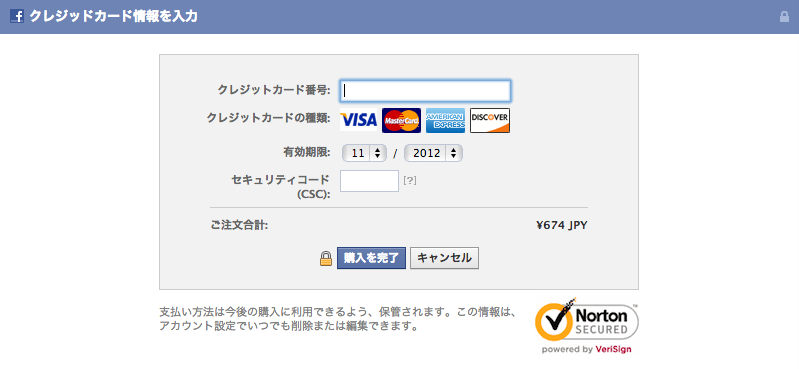 クレジッドカード情報を入力
クレジットカード番号:
クレジットカードの種類: VISA MasterCard AMERICAN EXPRESS DISCOVER
有効期限: 11 / 2012
セキュリティコード [?]
(CSC):
ご注文合計: ¥674 JPY
購入を完了 キャンセル
支払い方法は今後の購入に利用できるよう、保管されます。この情報は、
アカウント設定でいつでも削除または編集できます。
Norton
SECURED
powered by VeriSign